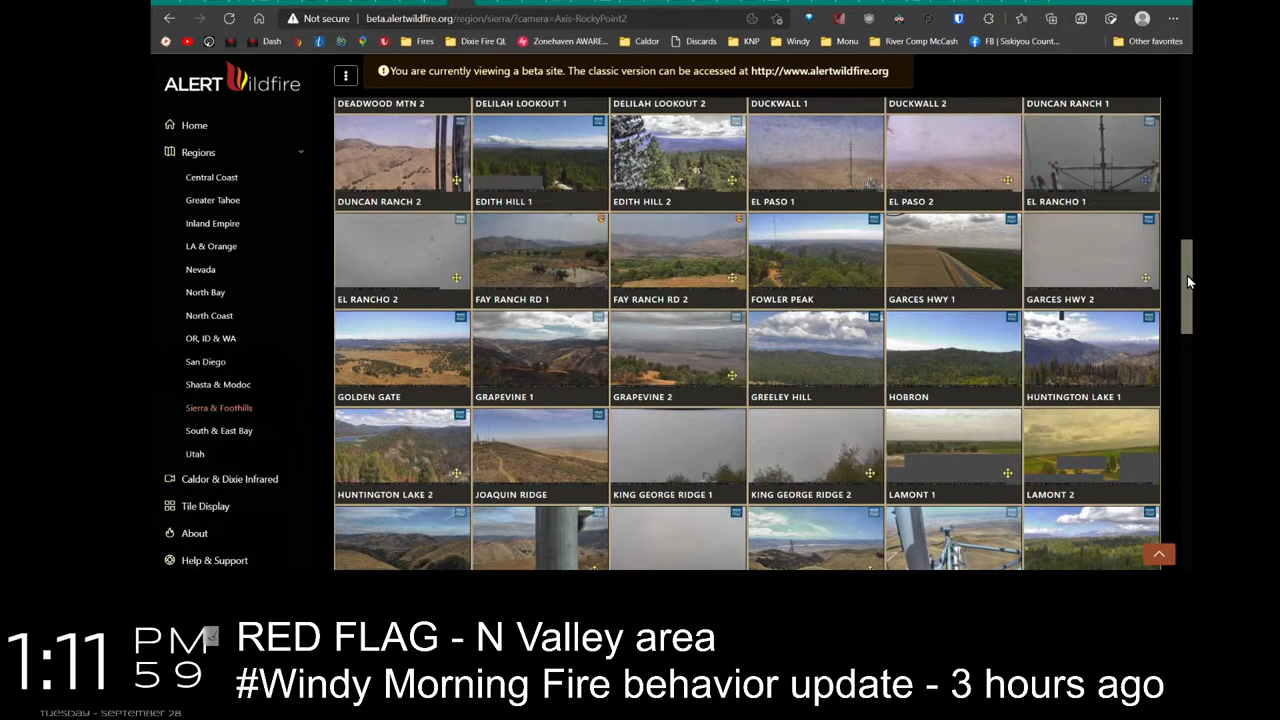 Not secure | beta.alertwildfire.org/region/sierra/?camera=Axis-RockyPoint2
Dash
Fires
Dixie Fire QL
Zonehaven AWARE...
Caldor
Discards
KNP
Windy
Monu
River Comp McCash
FB | Siskiyou Count...
Other favorites
ALERT Wildfire
You are currently viewing a beta site. The classic version can be accessed at http://www.alertwildfire.org
Home
Regions
Central Coast
Greater Tahoe
Inland Empire
LA & Orange
Nevada
North Bay
North Coast
OR, ID & WA
San Diego
Shasta & Modoc
Sierra & Foothills
South & East Bay
Utah
Caldor & Dixie Infrared
Tile Display
About
Help & Support
DEADWOOD MTN 2 DELILAH LOOKOUT 1 DELILAH LOOKOUT 2 DUCKWALL 1 DUCKWALL 2 DUNCAN RANCH 1
DUNCAN RANCH 2 EDITH HILL 1 EDITH HILL 2 EL PASO 1 EL PASO 2 EL RANCHO 1
EL RANCHO 2 FAY RANCH RD 1 FAY RANCH RD 2 FOWLER PEAK GARCES HWY 1 GARCES HWY 2
GOLDEN GATE GRAPEVINE 1 GRAPEVINE 2 GREELEY HILL HOBRON HUNTINGTON LAKE 1
HUNTINGTON LAKE 2 JOAQUIN RIDGE KING GEORGE RIDGE 1 KING GEORGE RIDGE 2 LAMONT 1 LAMONT 2
1:11 PM 59
TUESDAY - SEPTEMBER 28
RED FLAG - N Valley area
#Windy Morning Fire behavior update - 3 hours ago